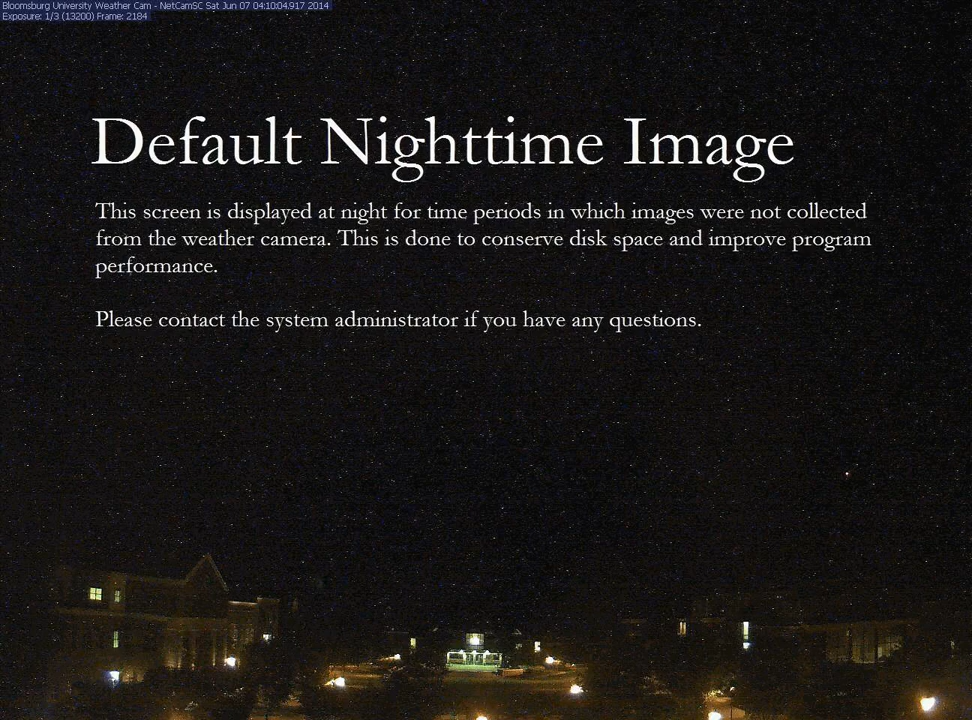 Bloomsburg University Weather Cam - NetCamSC Sat Jun 07 04:10:04.917 2014
Exposure: 1/3 (13200) Frame: 2184
Default Nighttime Image
This screen is displayed at night for time periods in which images were not collected
from the weather camera. This is done to conserve disk space and improve program
performance.
Please contact the system administrator if you have any questions.